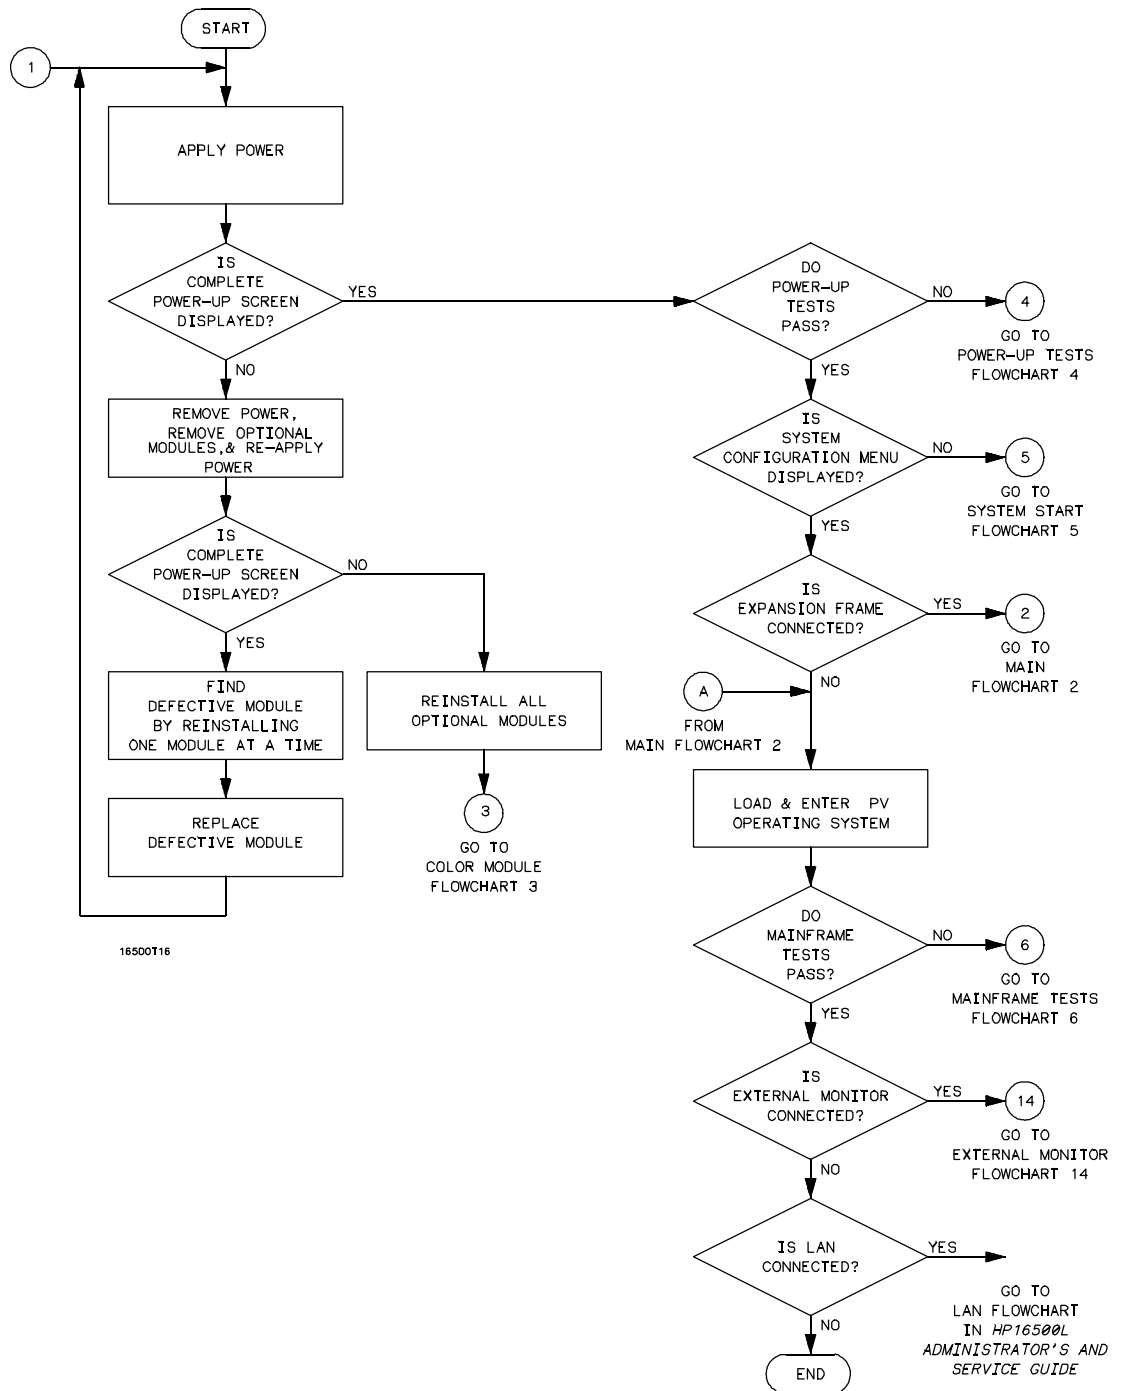 START
1
APPLY POWER
IS
COMPLETE
POWER-UP SCREEN
DISPLAYED?
YES
NO
REMOVE POWER,
REMOVE OPTIONAL
MODULES,& RE-APPLY
POWER
IS
COMPLETE
POWER-UP SCREEN
DISPLAYED?
NO
YES
FIND
DEFECTIVE MODULE
BY REINSTALLING
ONE MODULE AT A TIME
REPLACE
DEFECTIVE MODULE
REINSTALL ALL
OPTIONAL MODULES
3
GO TO
COLOR MODULE
FLOWCHART 3
16500T16
DO
POWER-UP
TESTS
PASS?
NO
4
GO TO
POWER-UP TESTS
FLOWCHART 4
YES
IS
SYSTEM
CONFIGURATION MENU
DISPLAYED?
NO
5
GO TO
SYSTEM START
FLOWCHART 5
YES
IS
EXPANSION FRAME
CONNECTED?
YES
2
GO TO
MAIN
FLOWCHART 2
NO
A
FROM
MAIN FLOWCHART 2
LOAD & ENTER PV
OPERATING SYSTEM
DO
MAINFRAME
TESTS
PASS?
NO
6
GO TO
MAINFRAME TESTS
FLOWCHART 6
YES
IS
EXTERNAL MONITOR
CONNECTED?
YES
14
GO TO
EXTERNAL MONITOR
FLOWCHART 14
NO
IS LAN
CONNECTED?
YES
GO TO
LAN FLOWCHART
IN HP16500L
ADMINISTRATOR'S AND
SERVICE GUIDE
NO
END